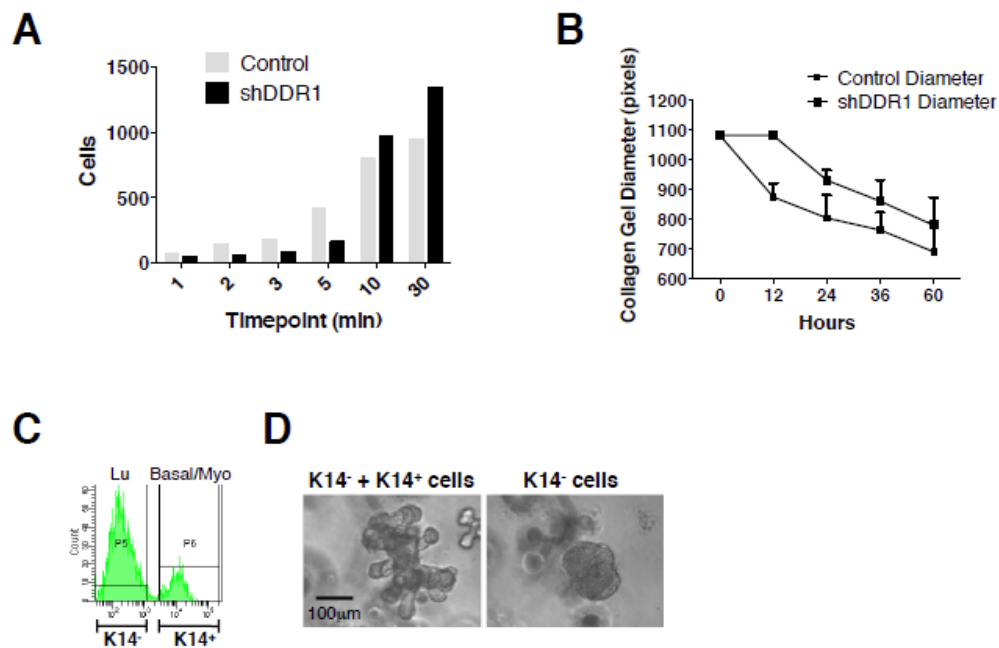 A
Control
shDDR1
1500
1000
500
0
Cells
1 2 3 5 10 30
Timepoint (min)
B
Control Diameter
shDDR1 Diameter
Collagen Gel Diameter (pixels)
1200
1100
1000
900
800
700
600
0 12 24 36 60
Hours
C
Lu Basal/Myo
Count
P5 P6
K14- K14+
D
K14- + K14+ cells K14- cells
100μm